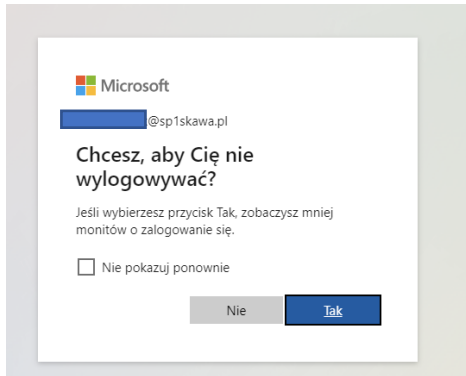 Microsoft
@sp1skawa.pl
Chcesz, aby Cię nie
wylogowywać?
Jeśli wybierzesz przycisk Tak, zobaczysz mniej
monitów o zalogowanie się.
Nie pokazuj ponownie
Nie Tak